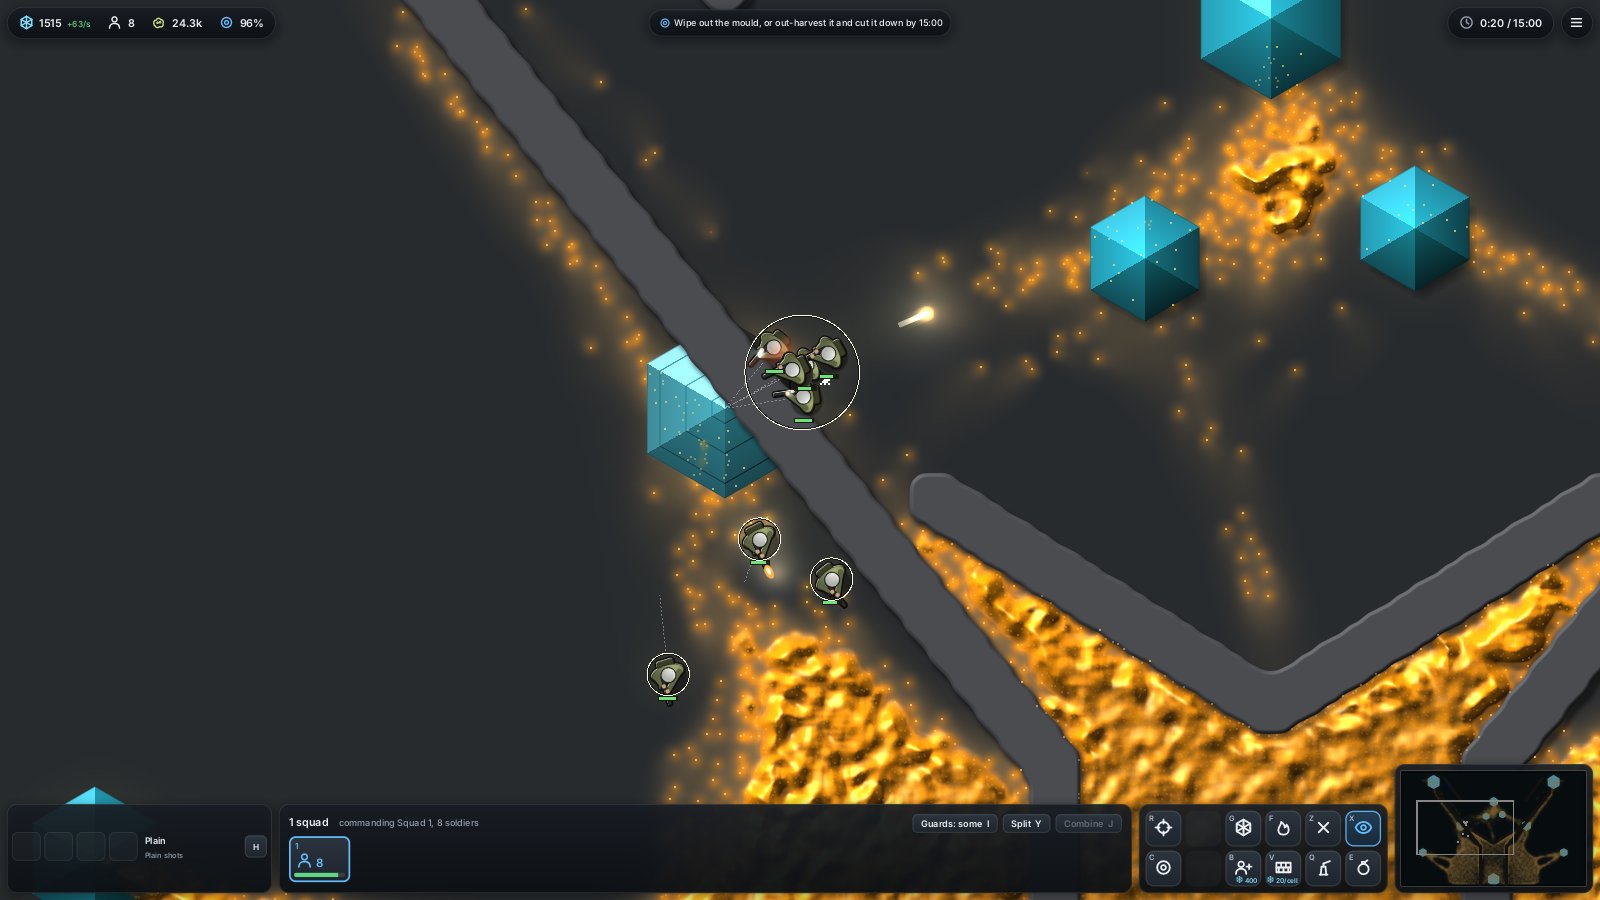 1515 +63/s 8 24.3k 96%
Wipe out the mould, or out-harvest it and cut it down by 15:00
0:20 / 15:00
Plain
Plain shots
H
1 squad commanding Squad 1, 8 soldiers
Guards: some I
Split Y
Combine J
1
8
R
G
F
Z
X
C
B
400
V
20/cell
Q
E